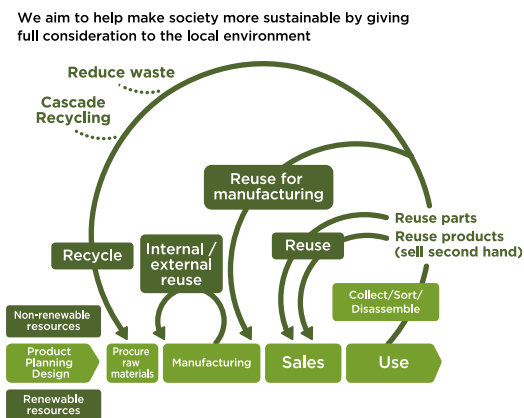 We aim to help make society more sustainable by giving
full consideration to the local environment
Reduce waste
Cascade
Recycling
Reuse for
manufacturing
Reuse parts
Reuse products
(sell second hand)
Recycle
Internal /
external
reuse
Reuse
Collect/Sort/
Disassemble
Non-renewable
resources
Product
Planning
Design
Procure
raw
materials
Manufacturing
Sales
Use
Renewable
resources